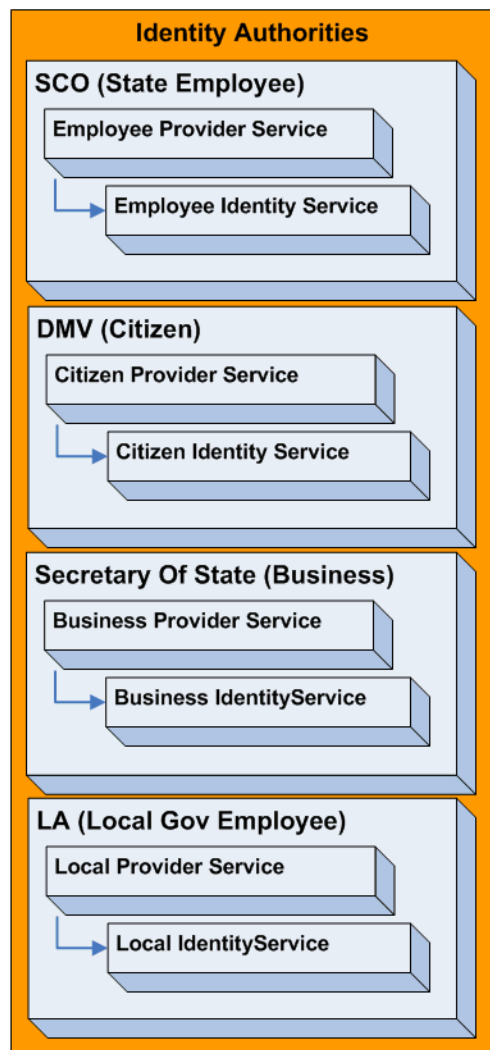 Identity Authorities
SCO (State Employee)
Employee Provider Service
Employee Identity Service
DMV (Citizen)
Citizen Provider Service
Citizen Identity Service
Secretary Of State (Business)
Business Provider Service
Business IdentityService
LA (Local Gov Employee)
Local Provider Service
Local IdentityService